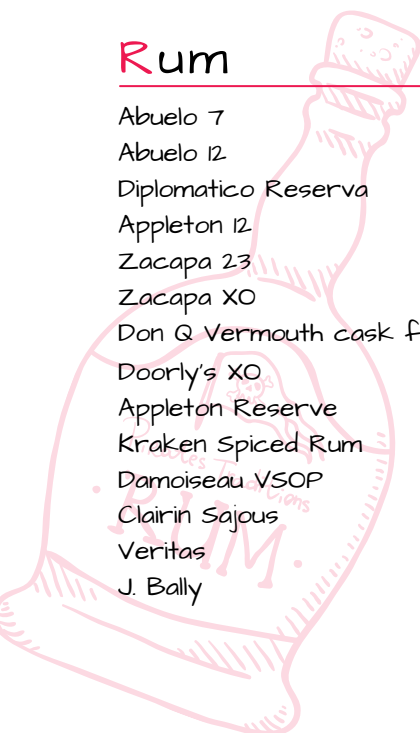 Rum
Abuelo 7
Abuelo 12
Diplomatico Reserva
Appleton 12
Zacapa 23
Zacapa XO
Don Q Vermouth cask f
Doorly's XO
Appleton Reserve
Kraken Spiced Rum
Damoiseau VSOP
Clairin Sajous
Veritas
J. Bally
RUM